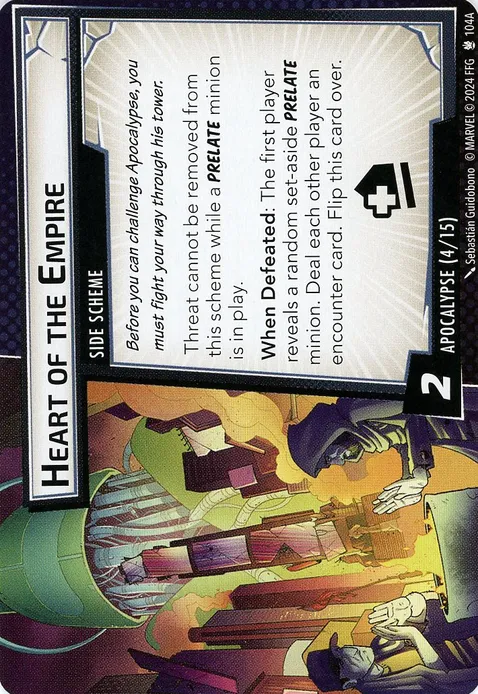 HEART OF THE EMPIRE
SIDE SCHEME
Before you can challenge Apocalypse, you
must fight your way through his tower.
Threat cannot be removed from
this scheme while a PRELATE minion
is in play.
When Defeated: The first player
reveals a random set-aside PRELATE
minion. Deal each other player an
encounter card. Flip this card over.
2
APOCALYPSE (4/15)
Sebastián Guidobono © MARVEL © 2024 FFG 104A